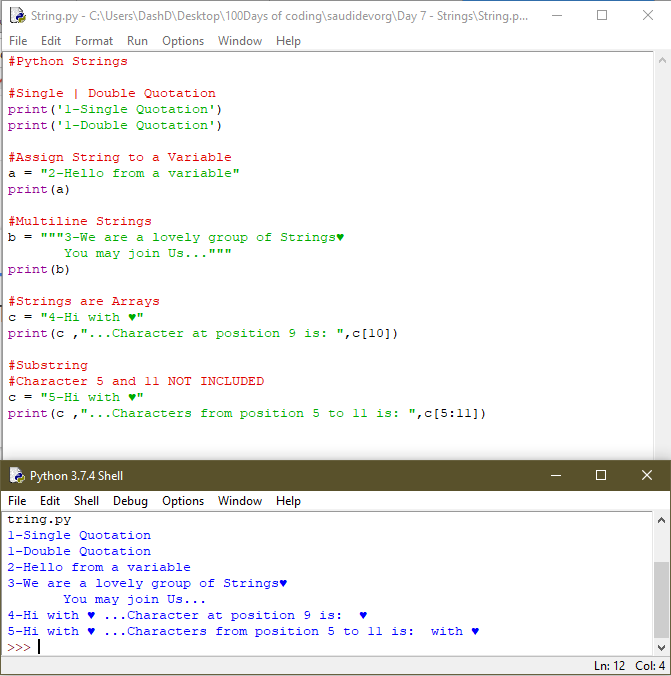 String.py - C:\Users\DashD\Desktop\100Days of coding\saudidevorg\Day 7 - Strings\String.p...
File Edit Format Run Options Window Help
#Python Strings
#Single | Double Quotation
print('1-Single Quotation')
print('1-Double Quotation')
#Assign String to a Variable
a = "2-Hello from a variable"
print(a)
#Multiline Strings
b = """3-We are a lovely group of Strings♥
       You may join Us..."""
print(b)
#Strings are Arrays
c = "4-Hi with ♥"
print(c ,"...Character at position 9 is: ",c[10])
#Substring
#Character 5 and 11 NOT INCLUDED
c = "5-Hi with ♥"
print(c ,"...Characters from position 5 to 11 is: ",c[5:11])
Python 3.7.4 Shell
File Edit Shell Debug Options Window Help
tring.py
1-Single Quotation
1-Double Quotation
2-Hello from a variable
3-We are a lovely group of Strings♥
       You may join Us...
4-Hi with ♥ ...Character at position 9 is:  ♥
5-Hi with ♥ ...Characters from position 5 to 11 is:  with ♥
>>>
Ln: 12 Col: 4